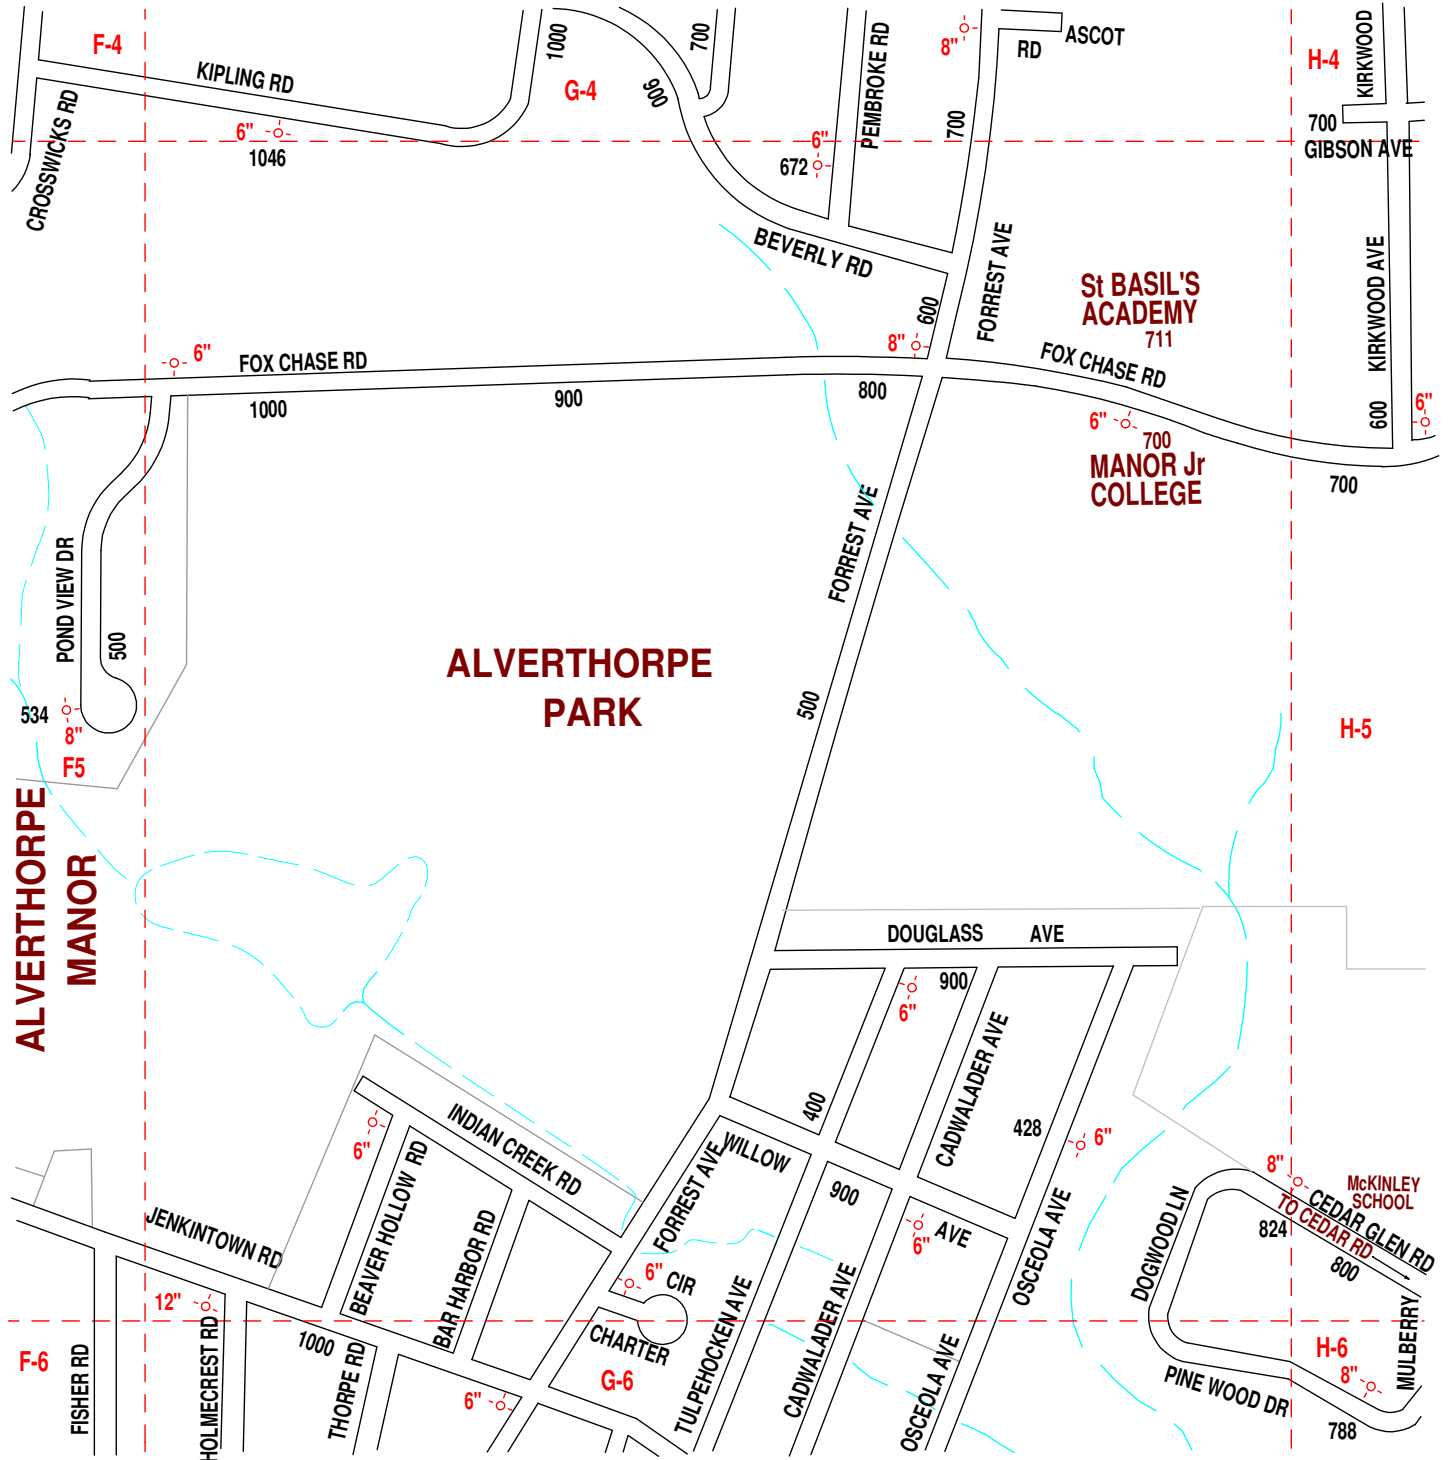 F-4
KIPLING RD
CROSSWICKS RD
6"
1046
1000
G-4
900
700
PEMBROKE RD
6"
672
8"
700
ASCOT
RD
H-4
KIRKWOOD
700
GIBSON AVE
BEVERLY RD
600
FORREST AVE
St BASIL'S
ACADEMY
711
KIRKWOOD AVE
600
6"
6"
FOX CHASE RD
1000
900
800
8"
FOX CHASE RD
6"
700
MANOR Jr
COLLEGE
700
POND VIEW DR
500
534
8"
F5
FORREST AVE
500
ALVERTHORPE
PARK
H-5
ALVERTHORPE
MANOR
DOUGLASS AVE
900
6"
CADWALADER AVE
400
428
6"
WILLOW
900
AVE
6"
INDIAN CREEK RD
6"
BEAVER HOLLOW RD
BAR HARBOR RD
FORREST AVE
JENKINTOWN RD
12"
1000
6"
CIR
CHARTER
G-6
6"
TULPEHOCKEN AVE
CADWALADER AVE
OSCEOLA AVE
OSCEOLA AVE
F-6
FISHER RD
HOLMECREST RD
THORPE RD
8"
McKINLEY
SCHOOL
CEDAR GLEN RD
TO CEDAR RD
824
800
DOGWOOD LN
MULBERRY
H-6
8"
PINE WOOD DR
788